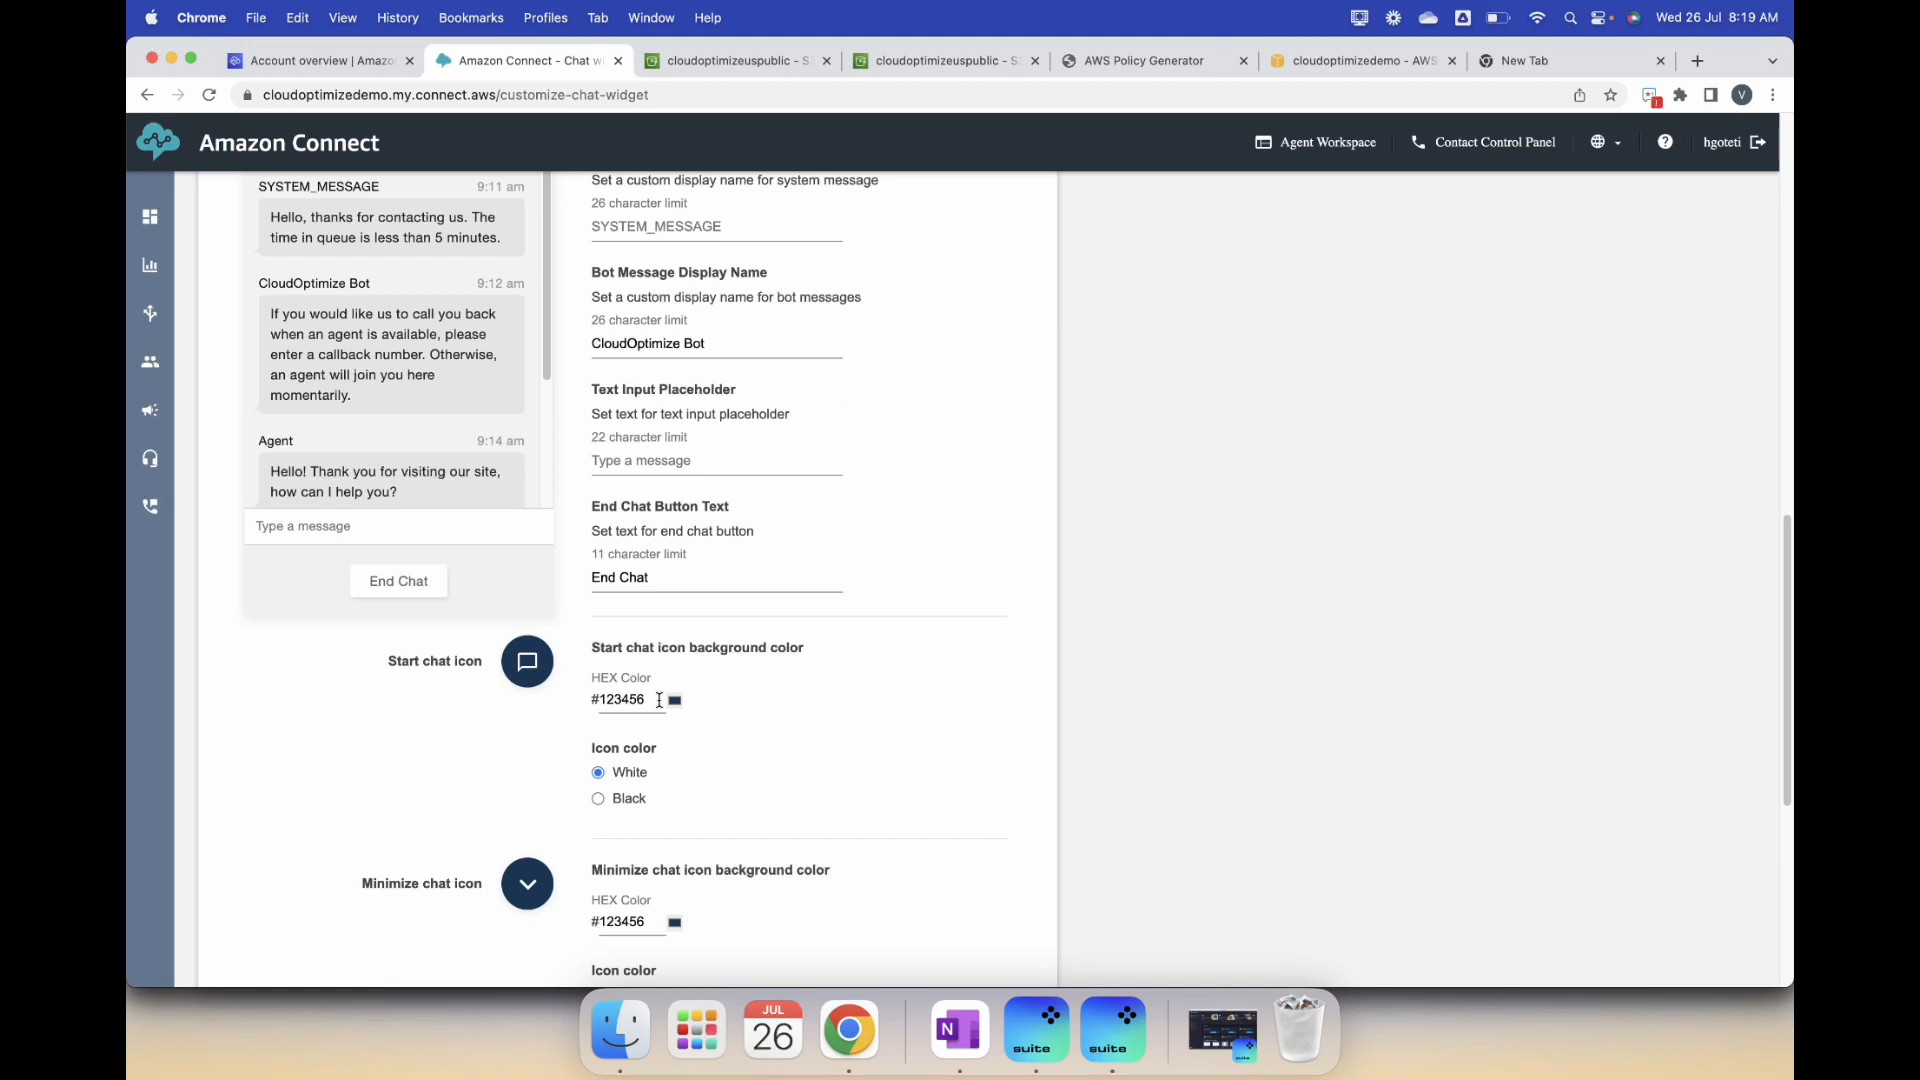 Chrome File Edit View History Bookmarks Profiles Tab Window Help Wed 26 Jul 8:19 AM
Account overview | Amazo
Amazon Connect - Chat wi
cloudoptimizeuspublic - S
cloudoptimizeuspublic - S
AWS Policy Generator
cloudoptimizedemo - AWS
New Tab
cloudoptimizedemo.my.connect.aws/customize-chat-widget
V
Amazon Connect
Agent Workspace
Contact Control Panel
hgoteti
SYSTEM_MESSAGE 9:11 am
Hello, thanks for contacting us. The
time in queue is less than 5 minutes.
CloudOptimize Bot 9:12 am
If you would like us to call you back
when an agent is available, please
enter a callback number. Otherwise,
an agent will join you here
momentarily.
Agent 9:14 am
Hello! Thank you for visiting our site,
how can I help you?
Type a message
End Chat
Set a custom display name for system message
26 character limit
SYSTEM_MESSAGE
Bot Message Display Name
Set a custom display name for bot messages
26 character limit
CloudOptimize Bot
Text Input Placeholder
Set text for text input placeholder
22 character limit
Type a message
End Chat Button Text
Set text for end chat button
11 character limit
End Chat
Start chat icon
Start chat icon background color
HEX Color
#123456
Icon color
White
Black
Minimize chat icon
Minimize chat icon background color
HEX Color
#123456
Icon color
JUL
26
N
suite
suite